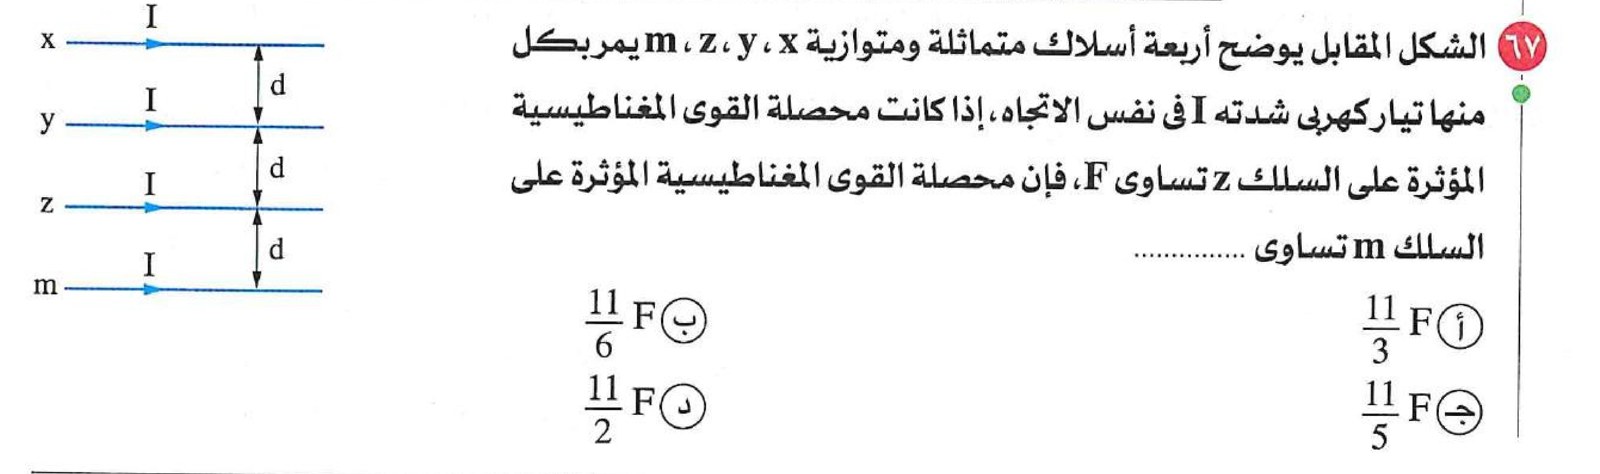 ٦٧ الشكل المقابل يوضح أربعة أسلاك متماثلة ومتوازية m ، z ، y ، x يمر بكل
منها تيار كهربى شدته I فى نفس الاتجاه، إذا كانت محصلة القوى المغناطيسية
المؤثرة على السلك z تساوى F، فإن محصلة القوى المغناطيسية المؤثرة على
السلك m تساوى ...............
أ 11/3 F
ب 11/6 F
جـ 11/5 F
د 11/2 F
I
x
d
I
y
d
I
z
d
I
m